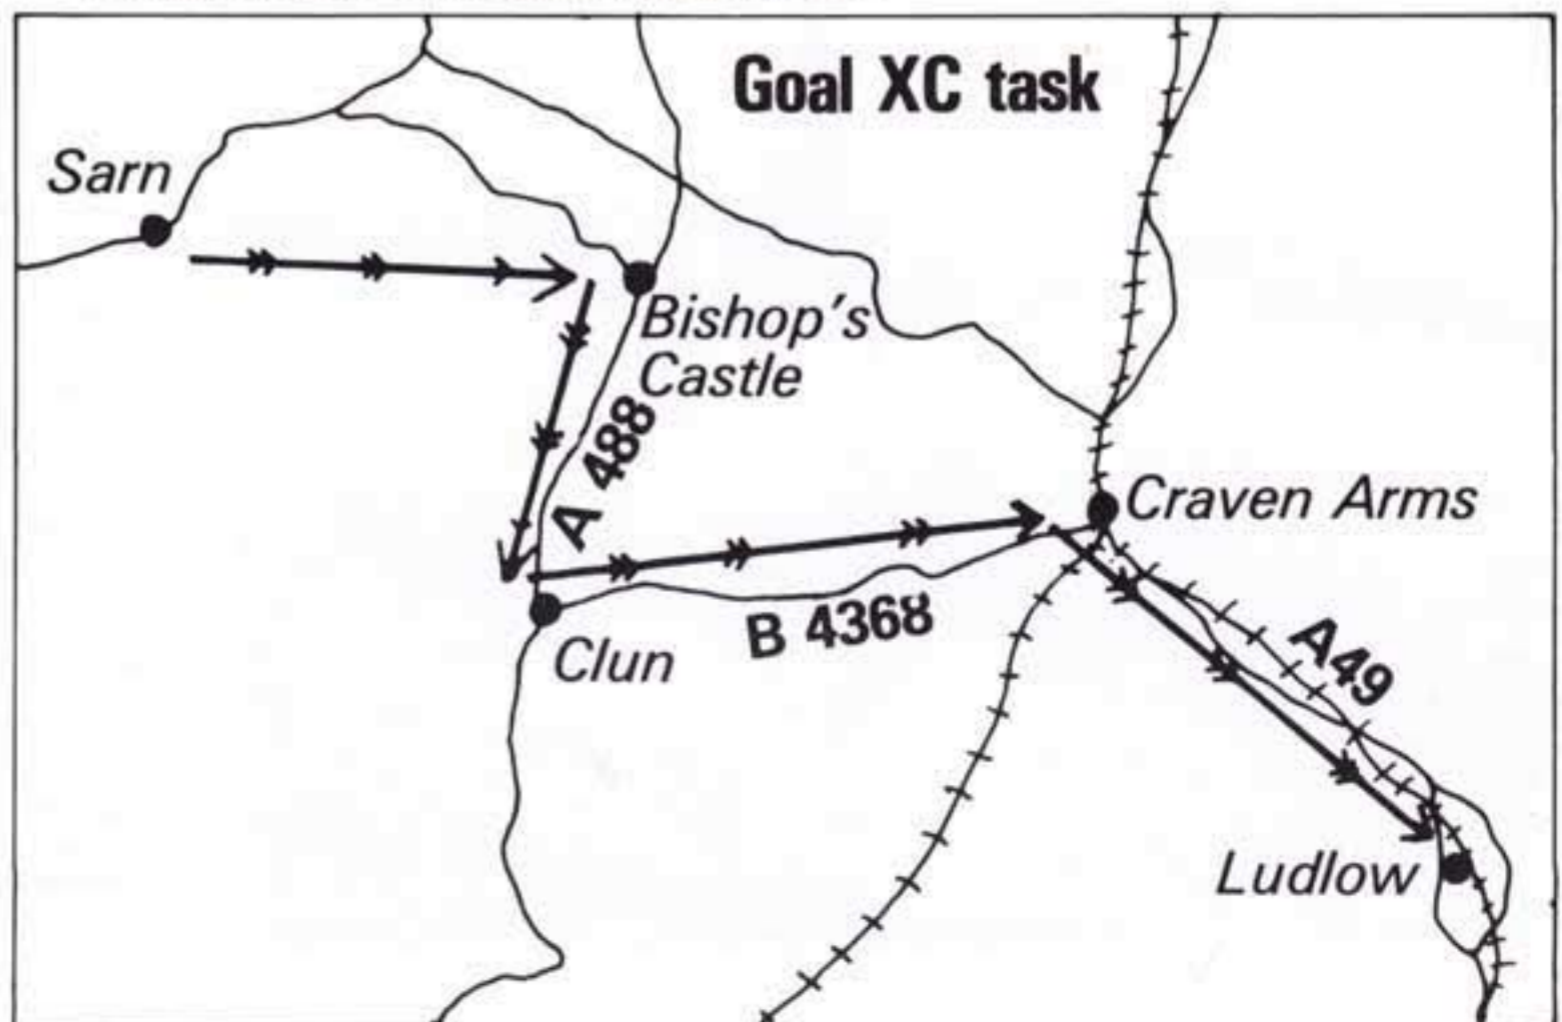 Goal XC task
Sarn
Bishop's
Castle
A 488
Craven Arms
B 4368
Clun
A49
Ludlow